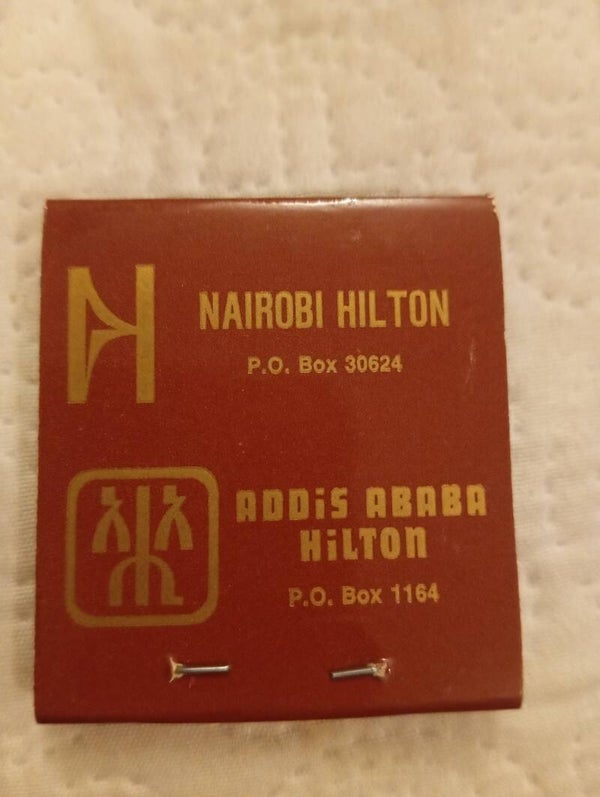 NAIROBI HILTON
P.O. Box 30624
አ ሒ አ
ADDiS ABABA
HiLTON
P.O. Box 1164